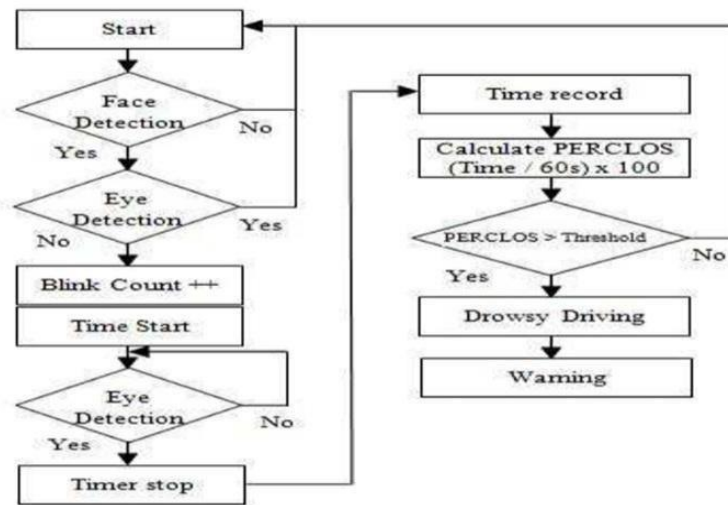 Start
Face
Detection
No
Yes
Eye
Detection
Yes
No
Blink Count ++
Time Start
Eye
Detection
No
Yes
Timer stop
Time record
Calculate PERCLOS
(Time / 60s) x 100
PERCLOS > Threshold
No
Yes
Drowsy Driving
Warning